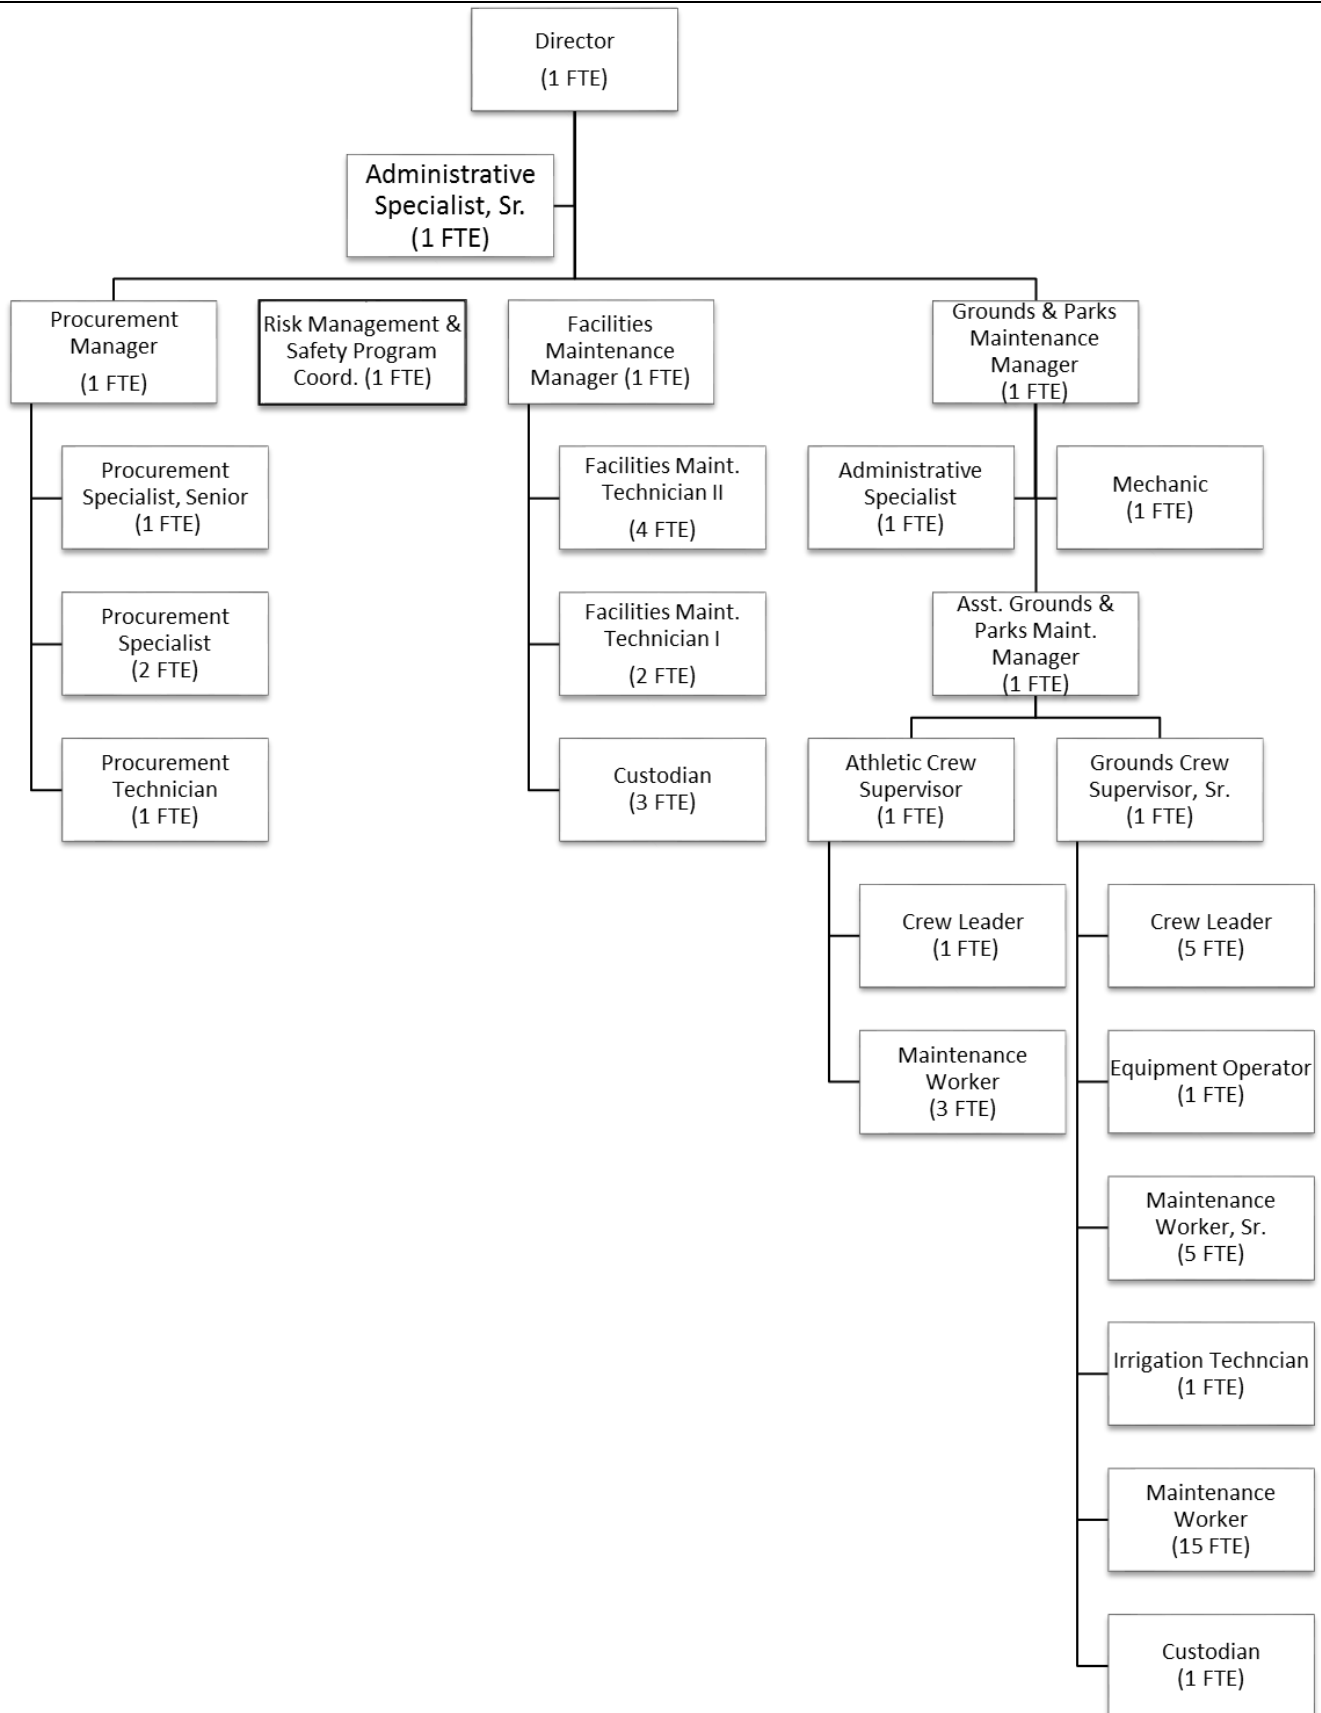 Director
(1 FTE)
Administrative
Specialist, Sr.
(1 FTE)
Procurement
Manager
(1 FTE)
Risk Management &
Safety Program
Coord. (1 FTE)
Facilities
Maintenance
Manager (1 FTE)
Grounds & Parks
Maintenance
Manager
(1 FTE)
Procurement
Specialist, Senior
(1 FTE)
Facilities Maint.
Technician II
(4 FTE)
Administrative
Specialist
(1 FTE)
Mechanic
(1 FTE)
Procurement
Specialist
(2 FTE)
Facilities Maint.
Technician I
(2 FTE)
Asst. Grounds &
Parks Maint.
Manager
(1 FTE)
Procurement
Technician
(1 FTE)
Custodian
(3 FTE)
Athletic Crew
Supervisor
(1 FTE)
Grounds Crew
Supervisor, Sr.
(1 FTE)
Crew Leader
(1 FTE)
Crew Leader
(5 FTE)
Maintenance
Worker
(3 FTE)
Equipment Operator
(1 FTE)
Maintenance
Worker, Sr.
(5 FTE)
Irrigation Techncian
(1 FTE)
Maintenance
Worker
(15 FTE)
Custodian
(1 FTE)